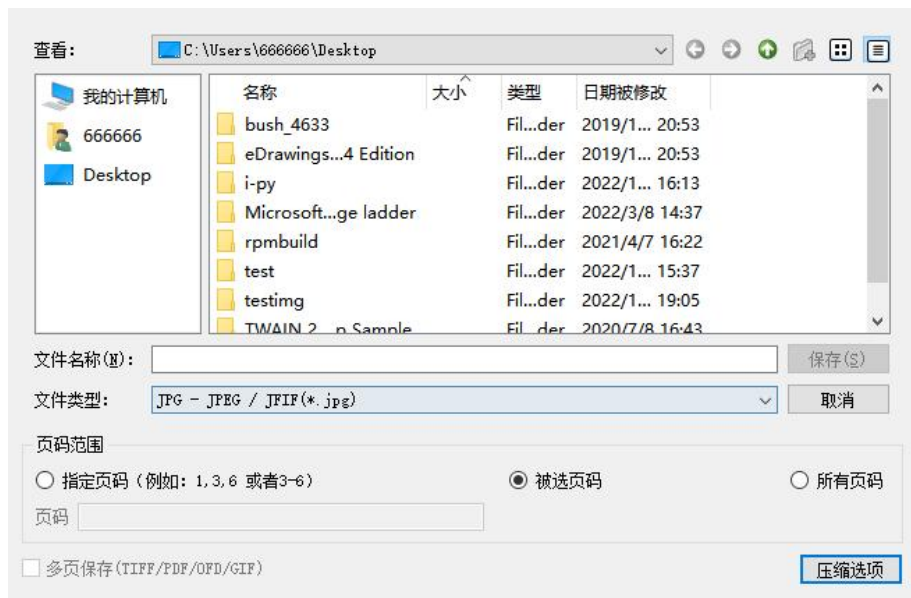 查看: C:\Users\666666\Desktop
我的计算机
666666
Desktop
名称 大小 类型 日期被修改
bush_4633 Fil...der 2019/1... 20:53
eDrawings...4 Edition Fil...der 2019/1... 20:53
i-py Fil...der 2022/1... 16:13
Microsoft...ge ladder Fil...der 2022/3/8 14:37
rpmbuild Fil...der 2021/4/7 16:22
test Fil...der 2022/1... 15:37
testimg Fil...der 2022/1... 19:05
TWAIN 2...n Sample Fil...der 2020/7/8 16:43
文件名称(N): 保存(S)
文件类型: JPG - JPEG / JFIF(*.jpg) 取消
页码范围
指定页码(例如: 1,3,6 或者3-6) 被选页码 所有页码
页码
多页保存(TIFF/PDF/OFD/GIF) 压缩选项